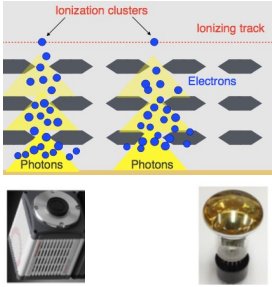 Ionization clusters
Ionizing track
Electrons
Photons
Photons